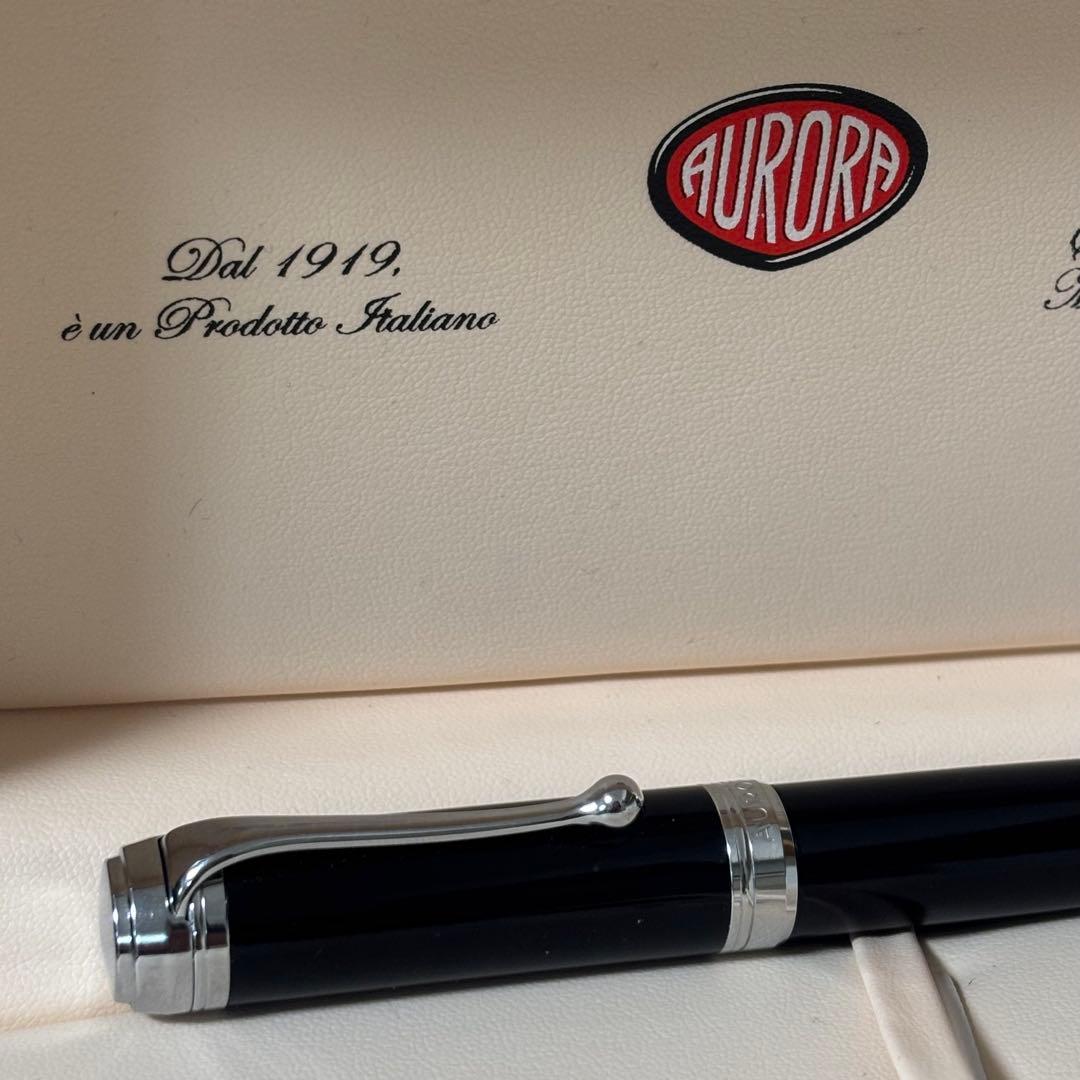 AURORA
Dal 1919,
è un Prodotto Italiano